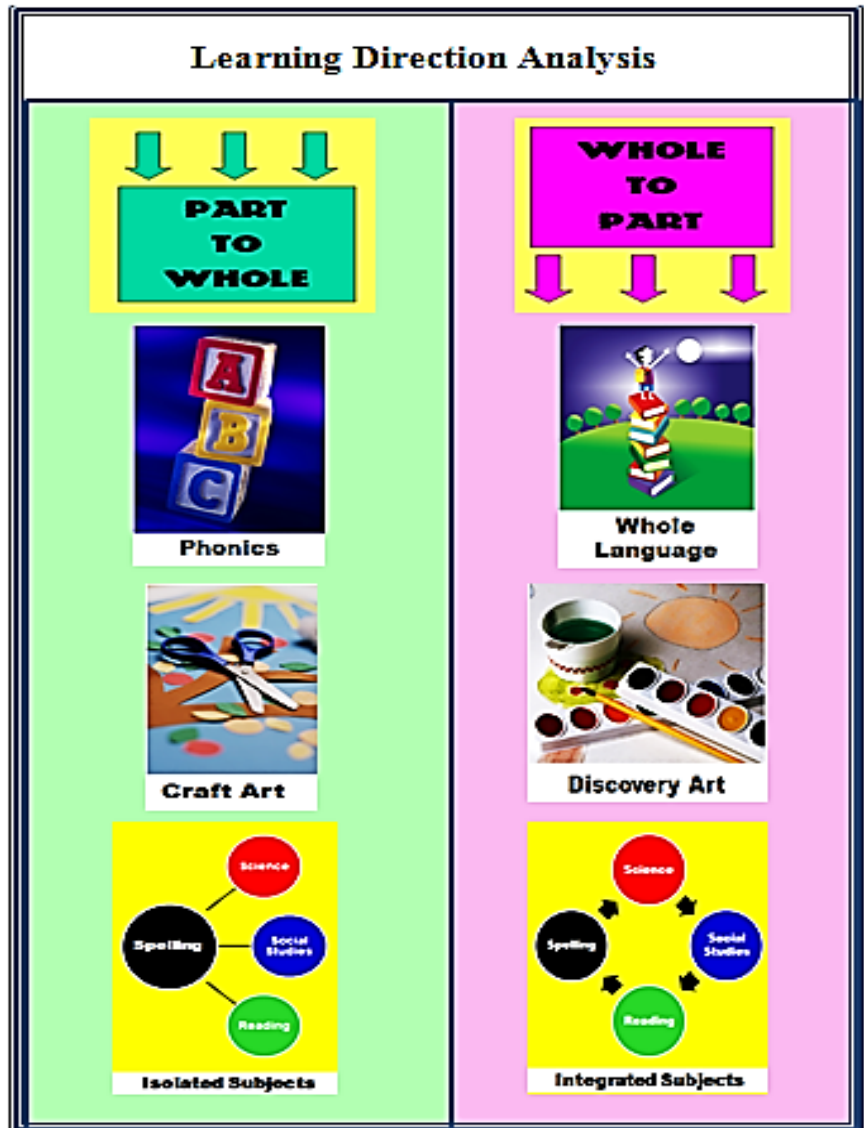 Learning Direction Analysis
PART
TO
WHOLE
A
B
C
Phonics
Craft Art
Spelling
Science
Social
Studies
Reading
Isolated Subjects
WHOLE
TO
PART
Whole
Language
Discovery Art
Science
Spelling
Social
Studies
Reading
Integrated Subjects